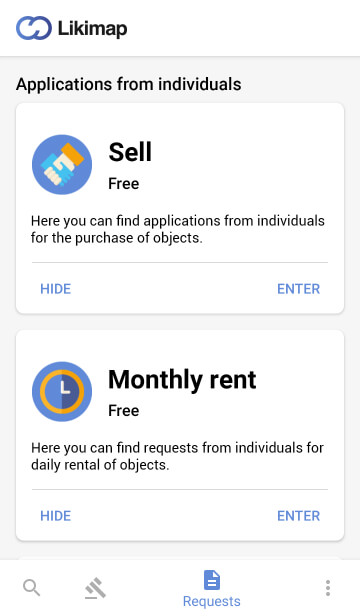 Likimap
Applications from individuals
Sell
Free
Here you can find applications from individuals
for the purchase of objects.
HIDE
ENTER
Monthly rent
Free
Here you can find requests from individuals for
daily rental of objects.
HIDE
ENTER
Requests